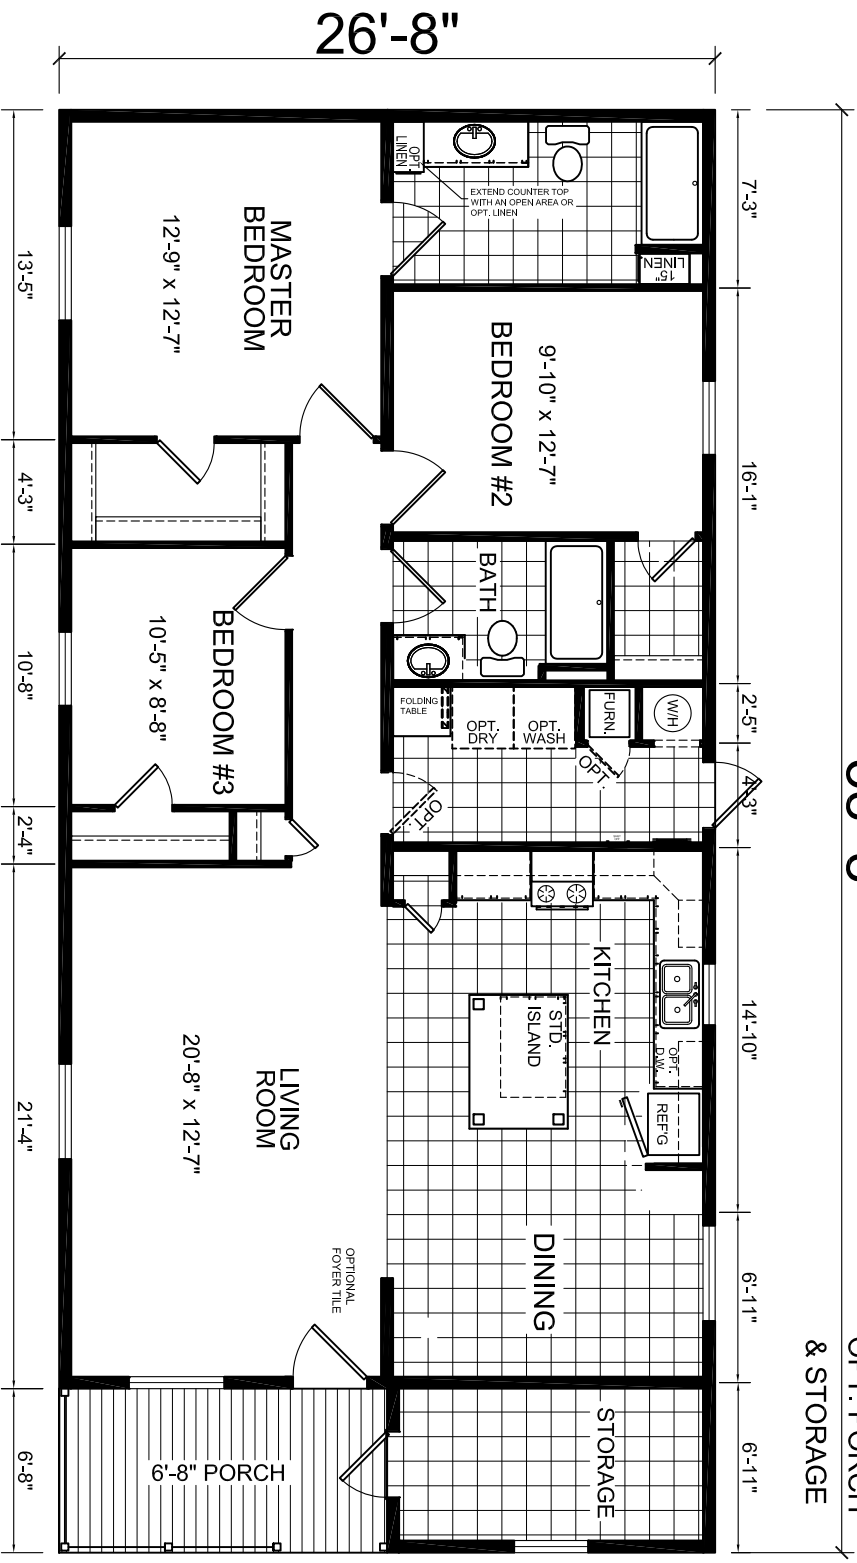 26'-8"
7'-3"
16'-1"
2'-5"
4'-3"
14'-10"
6'-11"
6'-11"
& STORAGE
13'-5"
4'-3"
10'-8"
2'-4"
21'-4"
6'-8"
MASTER
BEDROOM
12'-9" x 12'-7"
OPT.
LINEN
EXTEND COUNTER TOP
WITH AN OPEN AREA OR
OPT. LINEN
15"
LINEN
BEDROOM #2
9'-10" x 12'-7"
BATH
BEDROOM #3
10'-5" x 8'-8"
FOLDING
TABLE
OPT.
DRY
OPT.
WASH
FURN.
W/H
OPT.
OPT.
KITCHEN
STD.
ISLAND
OPT.
D.W.
REF'G
LIVING
ROOM
20'-8" x 12'-7"
DINING
OPTIONAL
FOYER TILE
STORAGE
6'-8" PORCH